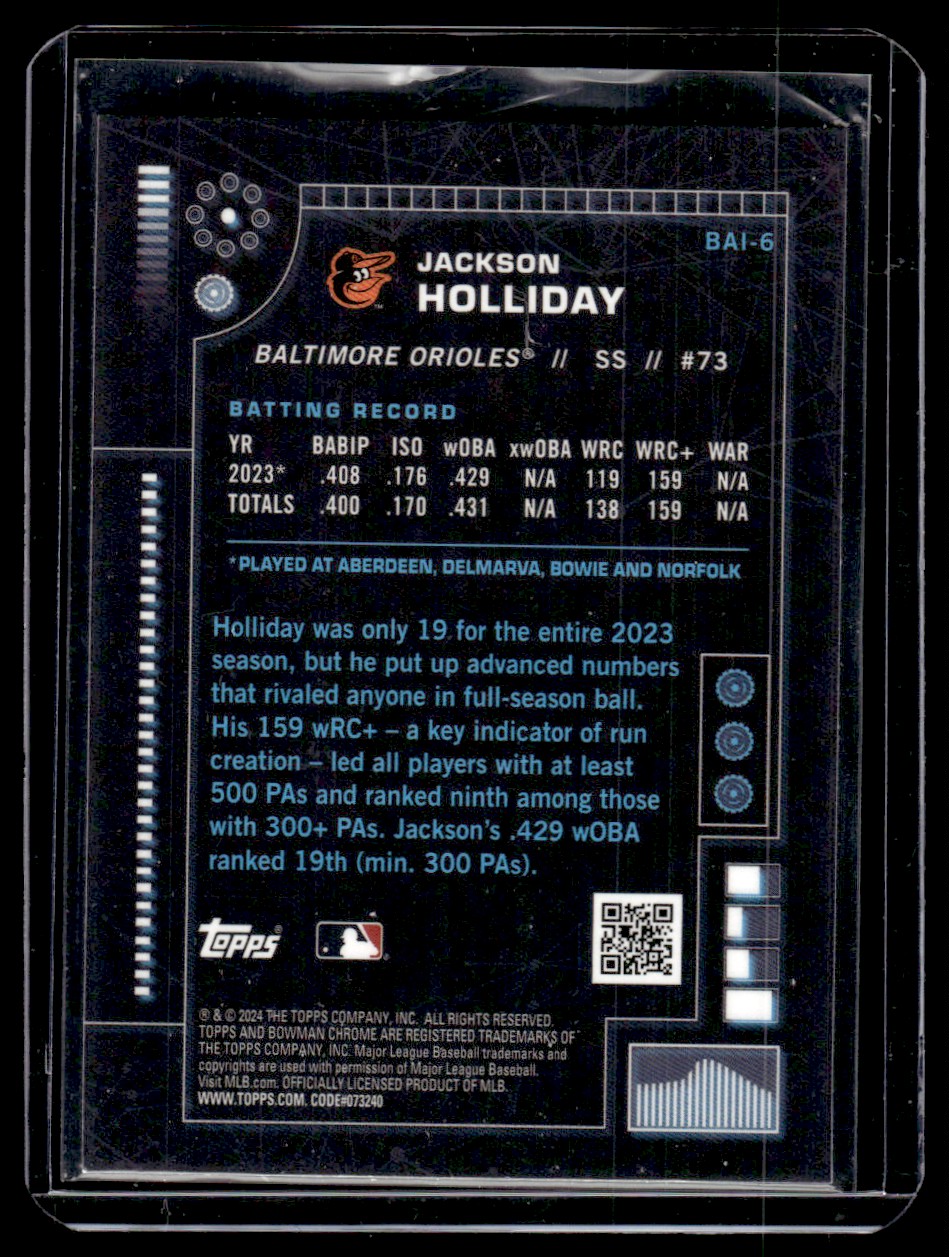 BAI-6
JACKSON
HOLLIDAY
BALTIMORE ORIOLES® // SS // #73
BATTING RECORD
YR BABIP ISO wOBA xwOBA WRC WRC+ WAR
2023* .408 .176 .429 N/A 119 159 N/A
TOTALS .400 .170 .431 N/A 138 159 N/A
*PLAYED AT ABERDEEN, DELMARVA, BOWIE AND NORFOLK
Holliday was only 19 for the entire 2023
season, but he put up advanced numbers
that rivaled anyone in full-season ball.
His 159 wRC+ – a key indicator of run
creation – led all players with at least
500 PAs and ranked ninth among those
with 300+ PAs. Jackson's .429 wOBA
ranked 19th (min. 300 PAs).
topps®
® & © 2024 THE TOPPS COMPANY, INC. ALL RIGHTS RESERVED.
TOPPS AND BOWMAN CHROME ARE REGISTERED TRADEMARKS OF
THE TOPPS COMPANY, INC. Major League Baseball trademarks and
copyrights are used with permission of Major League Baseball.
Visit MLB.com. OFFICIALLY LICENSED PRODUCT OF MLB.
WWW.TOPPS.COM. CODE#073240